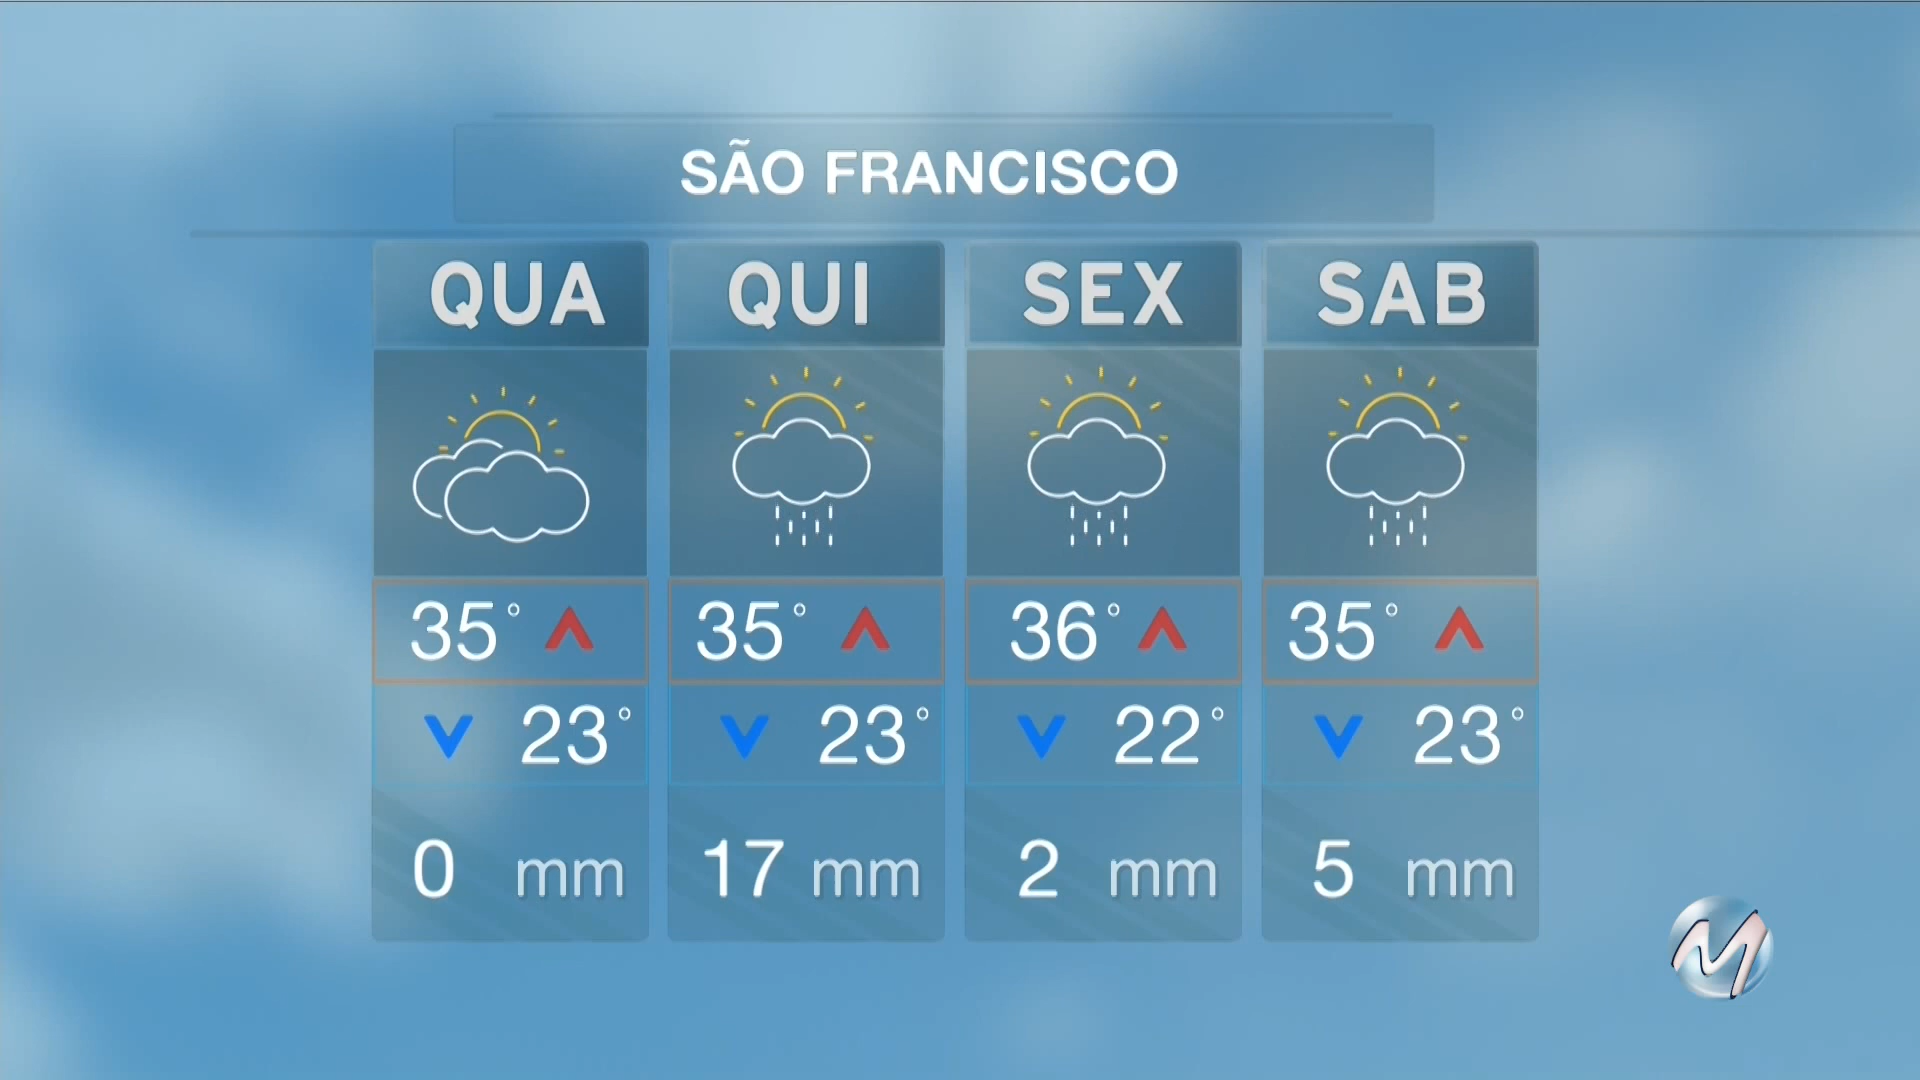 SÃO FRANCISCO
QUA QUI SEX SAB
35° 35° 36° 35°
23° 23° 22° 23°
0 mm 17 mm 2 mm 5 mm
M